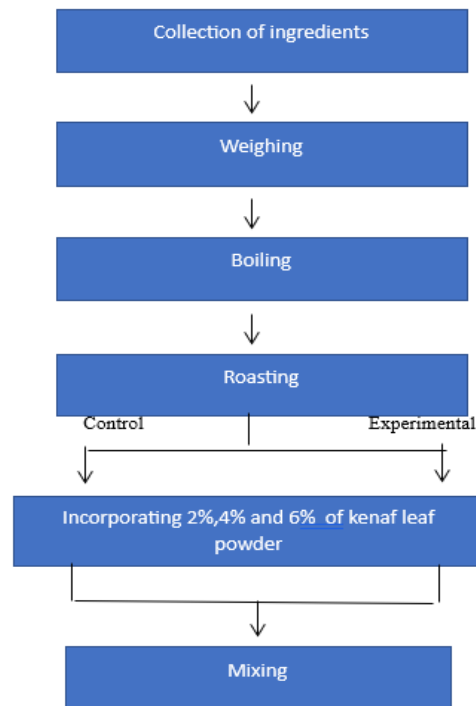 Collection of ingredients
Weighing
Boiling
Roasting
Control
Experimental
Incorporating 2%,4% and 6% of kenaf leaf
powder
Mixing